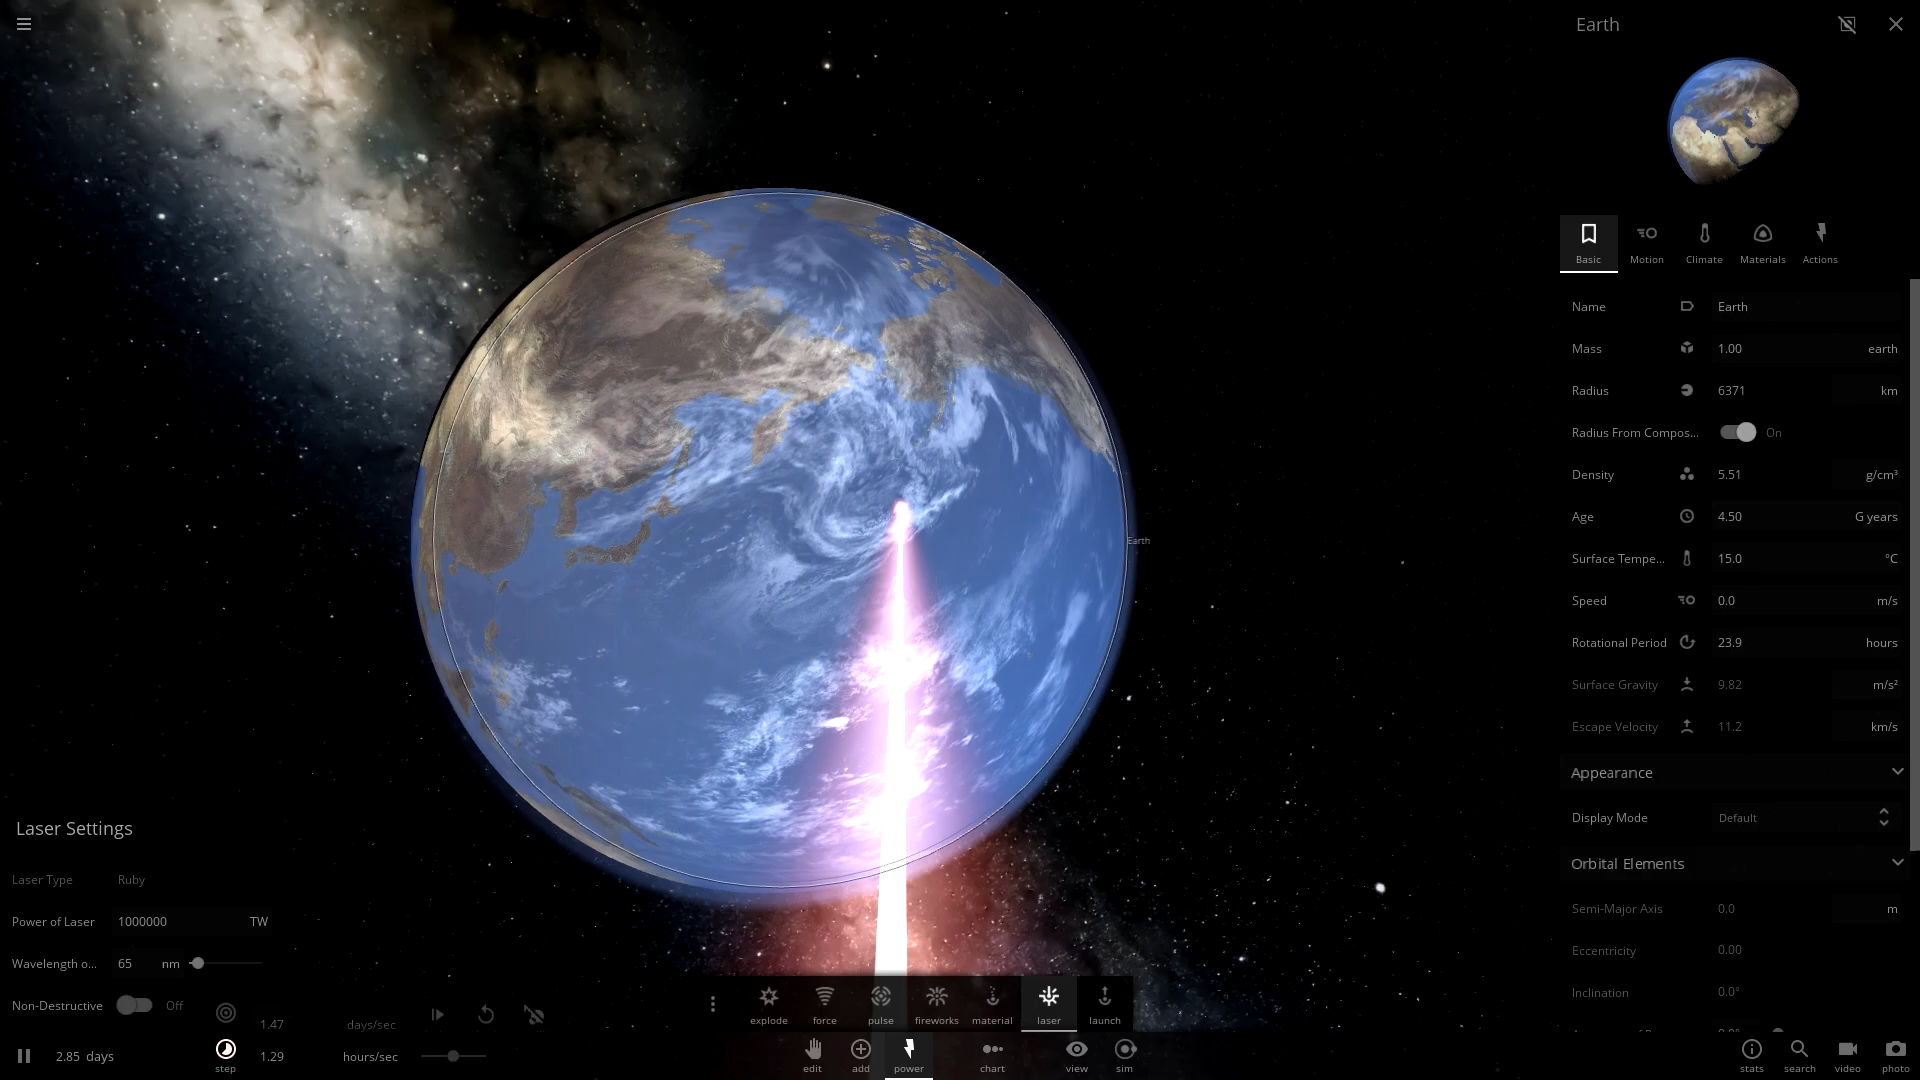 Earth
Basic
Motion
Climate
Materials
Actions
Name Earth
Mass 1.00 earth
Radius 6371 km
Radius From Compos... On
Density 5.51 g/cm³
Age 4.50 G years
Surface Tempe... 15.0 °C
Speed 0.0 m/s
Rotational Period 23.9 hours
Surface Gravity 9.82 m/s²
Escape Velocity 11.2 km/s
Appearance
Display Mode Default
Orbital Elements
Semi-Major Axis 0.0 m
Eccentricity 0.00
Inclination 0.0°
Earth
Laser Settings
Laser Type Ruby
Power of Laser 1000000 TW
Wavelength o... 65 nm
Non-Destructive Off
1.47 days/sec
2.85 days
step
1.29 hours/sec
explode
force
pulse
fireworks
material
laser
launch
edit
add
power
chart
view
sim
stats
search
video
photo